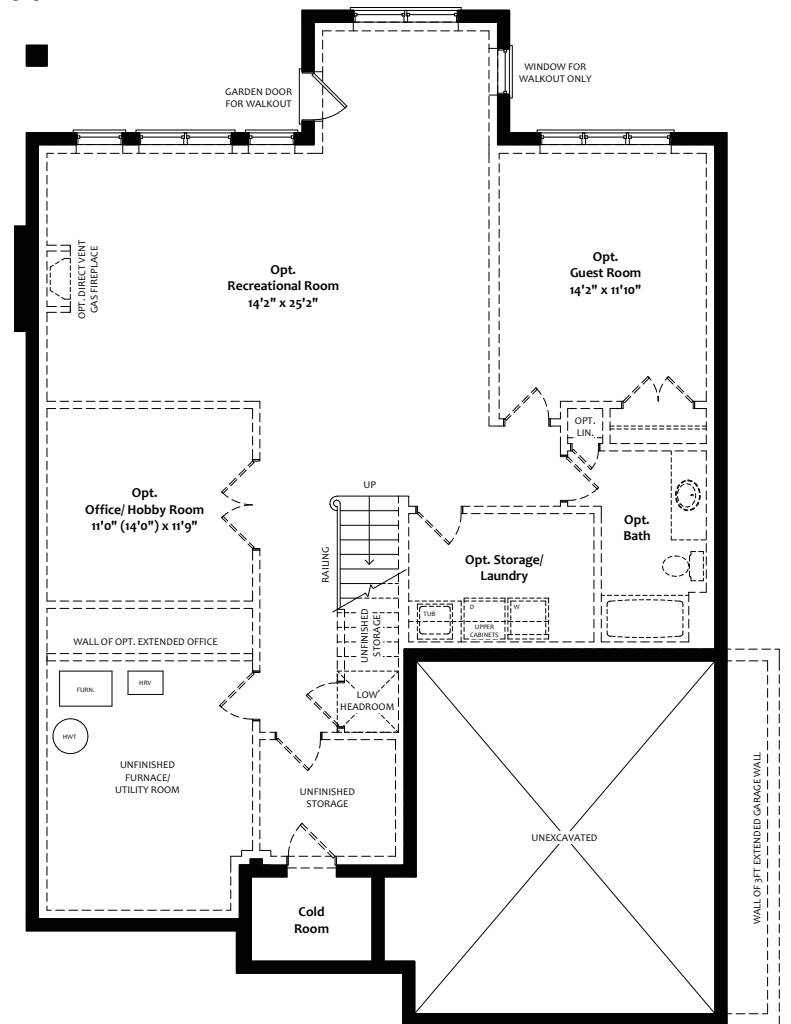 WINDOW FOR
WALKOUT ONLY
GARDEN DOOR
FOR WALKOUT
OPT. DIRECT VENT
GAS FIREPLACE
Opt.
Recreational Room
14'2" x 25'2"
Opt.
Guest Room
14'2" x 11'10"
OPT.
LIN.
Opt.
Office/ Hobby Room
11'0" (14'0") x 11'9"
UP
RAILING
Opt.
Bath
Opt. Storage/
Laundry
TUB
D
W
UPPER
CABINETS
UNFINISHED
STORAGE
WALL OF OPT. EXTENDED OFFICE
FURN.
HRV
LOW
HEADROOM
HWT
UNFINISHED
FURNACE/
UTILITY ROOM
UNFINISHED
STORAGE
UNEXCAVATED
WALL OF 3FT EXTENDED GARAGE WALL
Cold
Room